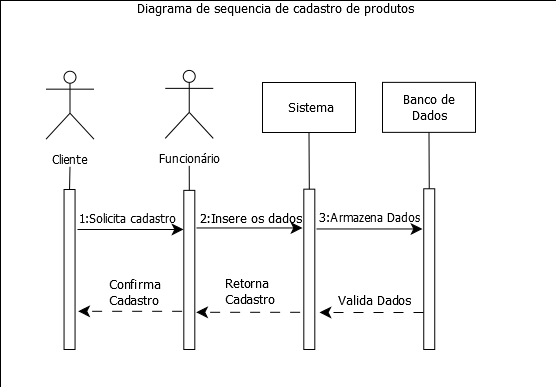 Diagrama de sequencia de cadastro de produtos
Sistema
Banco de
Dados
Cliente
Funcionário
1:Solicita cadastro
2:Insere os dados
3:Armazena Dados
Confirma
Cadastro
Retorna
Cadastro
Valida Dados